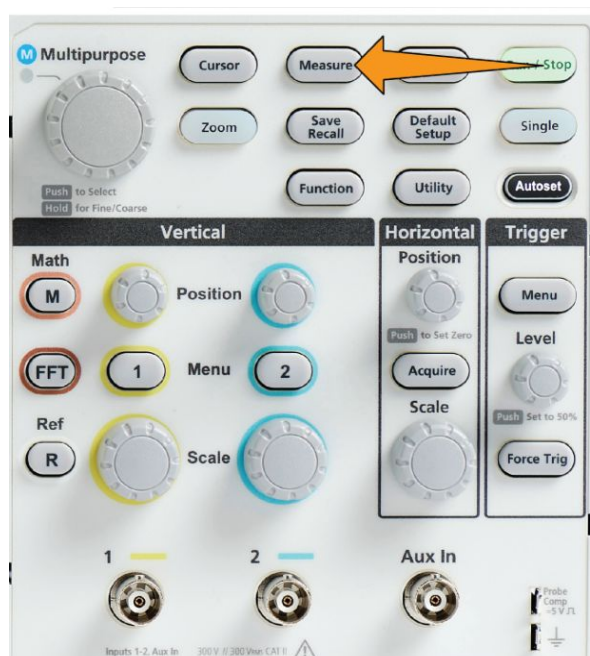 M Multipurpose
Cursor
Measure
/ Stop
Zoom
Save
Recall
Default
Setup
Single
Push to Select
Hold for Fine/Coarse
Function
Utility
Autoset
Vertical
Horizontal
Trigger
Math
M
Position
Position
Push to Set Zero
Menu
Level
FFT
1
Menu
2
Acquire
Push Set to 50%
Ref
R
Scale
Scale
Force Trig
1
2
Aux In
Probe
Comp
~5 V
Inputs 1-2, Aux In
300 V
CAT II